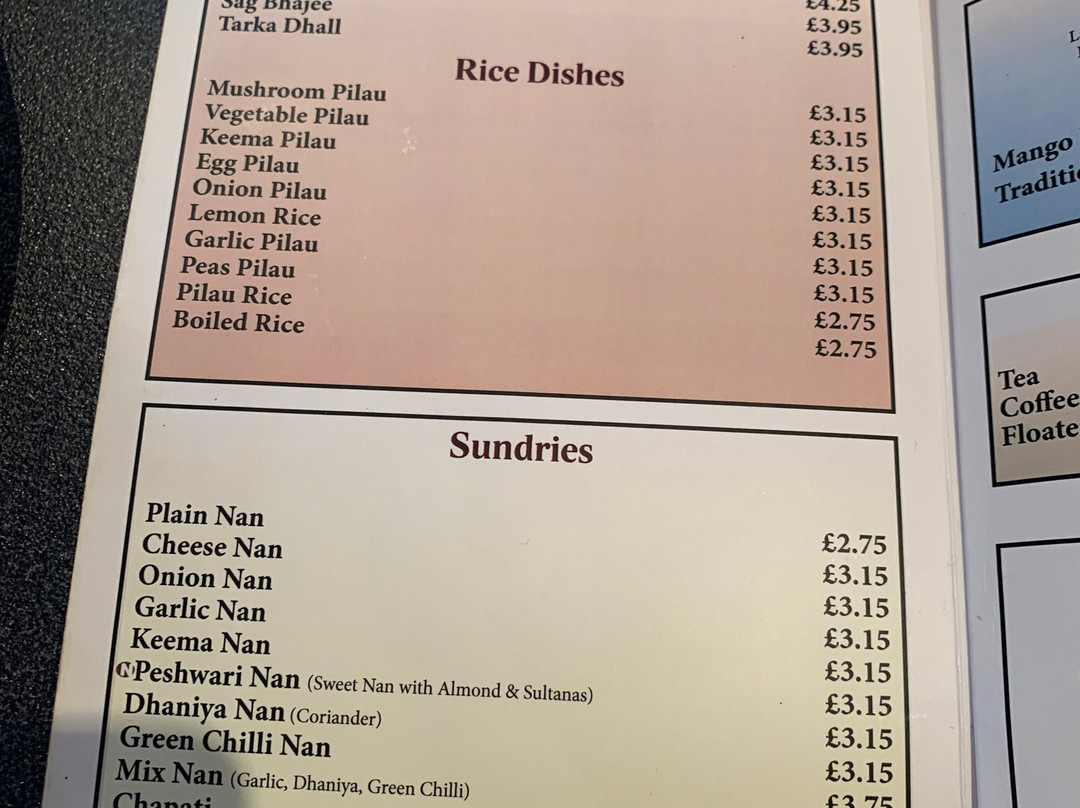 £4.25
Sag Bhajee £3.95
Tarka Dhall £3.95
Rice Dishes
Mushroom Pilau £3.15
Vegetable Pilau £3.15
Keema Pilau £3.15
Egg Pilau £3.15
Onion Pilau £3.15
Lemon Rice £3.15
Garlic Pilau £3.15
Peas Pilau £3.15
Pilau Rice £2.75
Boiled Rice £2.75
Sundries
Plain Nan £2.75
Cheese Nan £3.15
Onion Nan £3.15
Garlic Nan £3.15
Keema Nan £3.15
Peshwari Nan (Sweet Nan with Almond & Sultanas) £3.15
Dhaniya Nan (Coriander) £3.15
Green Chilli Nan £3.15
Mix Nan (Garlic, Dhaniya, Green Chilli) £3.75
Chapati
Mango
Traditi
Tea
Coffee
Floate